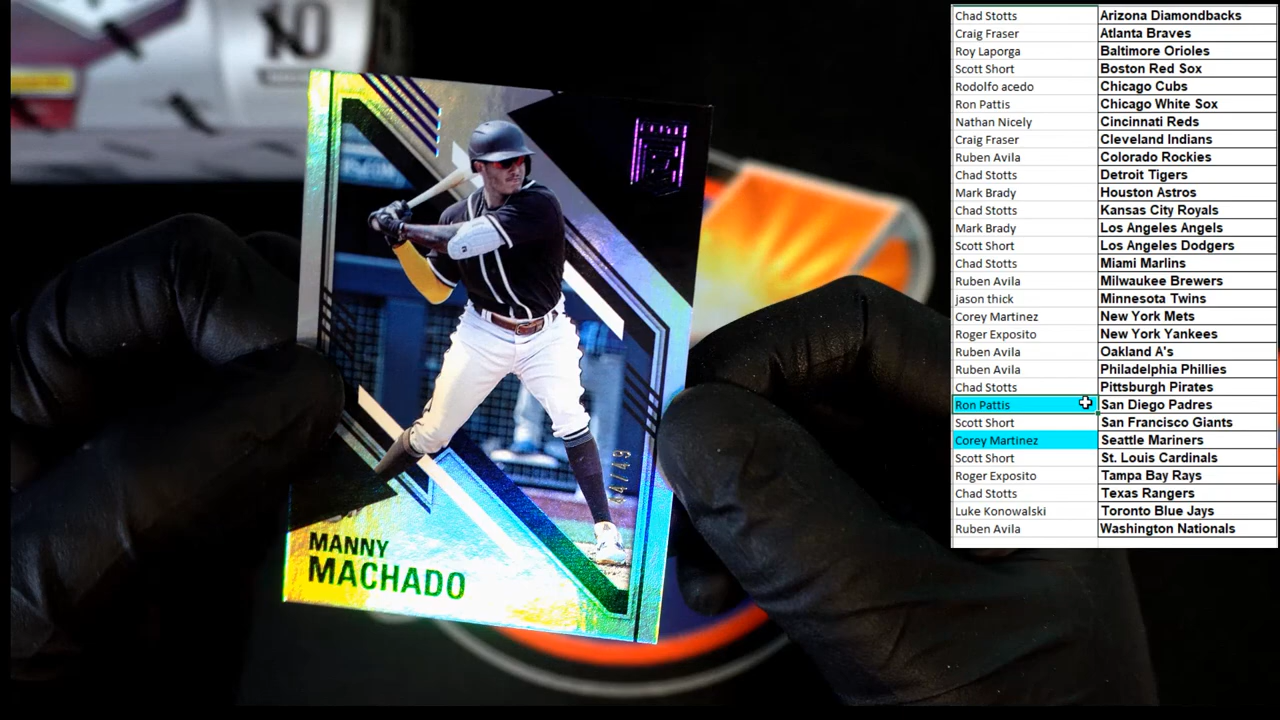 10
MANNY
MACHADO
44/49
Chad Stotts Arizona Diamondbacks
Craig Fraser Atlanta Braves
Roy Laporga Baltimore Orioles
Scott Short Boston Red Sox
Rodolfo acedo Chicago Cubs
Ron Pattis Chicago White Sox
Nathan Nicely Cincinnati Reds
Craig Fraser Cleveland Indians
Ruben Avila Colorado Rockies
Chad Stotts Detroit Tigers
Mark Brady Houston Astros
Chad Stotts Kansas City Royals
Mark Brady Los Angeles Angels
Scott Short Los Angeles Dodgers
Chad Stotts Miami Marlins
Ruben Avila Milwaukee Brewers
jason thick Minnesota Twins
Corey Martinez New York Mets
Roger Exposito New York Yankees
Ruben Avila Oakland A's
Ruben Avila Philadelphia Phillies
Chad Stotts Pittsburgh Pirates
Ron Pattis San Diego Padres
Scott Short San Francisco Giants
Corey Martinez Seattle Mariners
Scott Short St. Louis Cardinals
Roger Exposito Tampa Bay Rays
Chad Stotts Texas Rangers
Luke Konowalski Toronto Blue Jays
Ruben Avila Washington Nationals